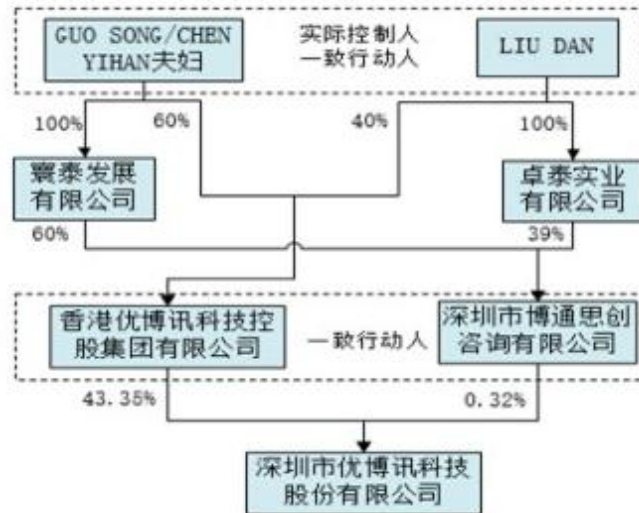 GUO SONG/CHEN
YIHAN夫妇
实际控制人
一致行动人
LIU DAN
100%
60%
40%
100%
寰泰发展
有限公司
卓泰实业
有限公司
60%
39%
香港优博讯科技控
股集团有限公司
一致行动人
深圳市博通思创
咨询有限公司
43.35%
0.32%
深圳市优博讯科技
股份有限公司